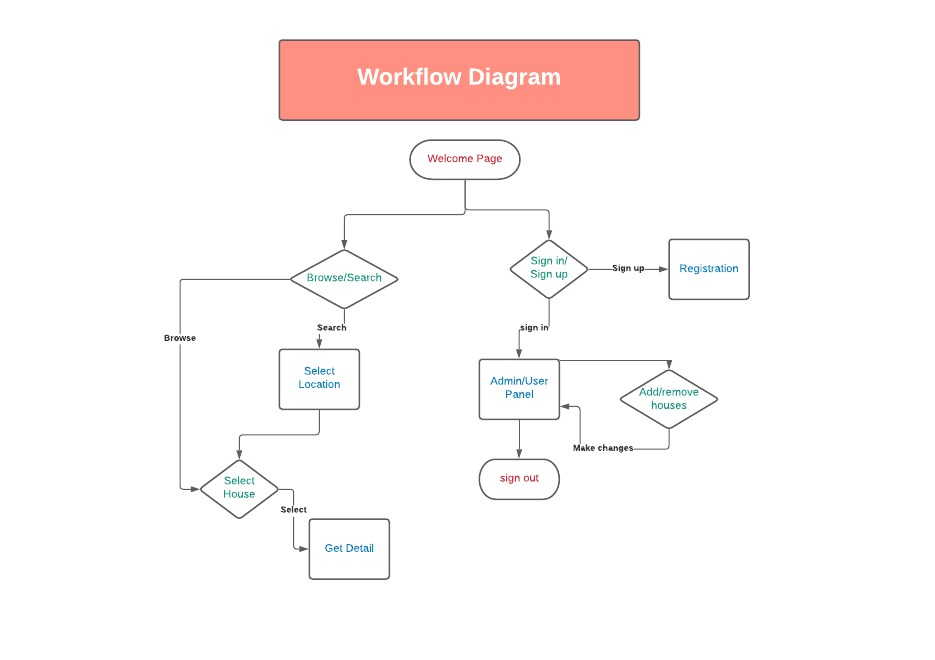 Workflow Diagram
Welcome Page
Browse/Search
Sign in/
Sign up
Sign up
Registration
Browse
Search
sign in
Select
Location
Admin/User
Panel
Add/remove
houses
Make changes
Select
House
sign out
Select
Get Detail